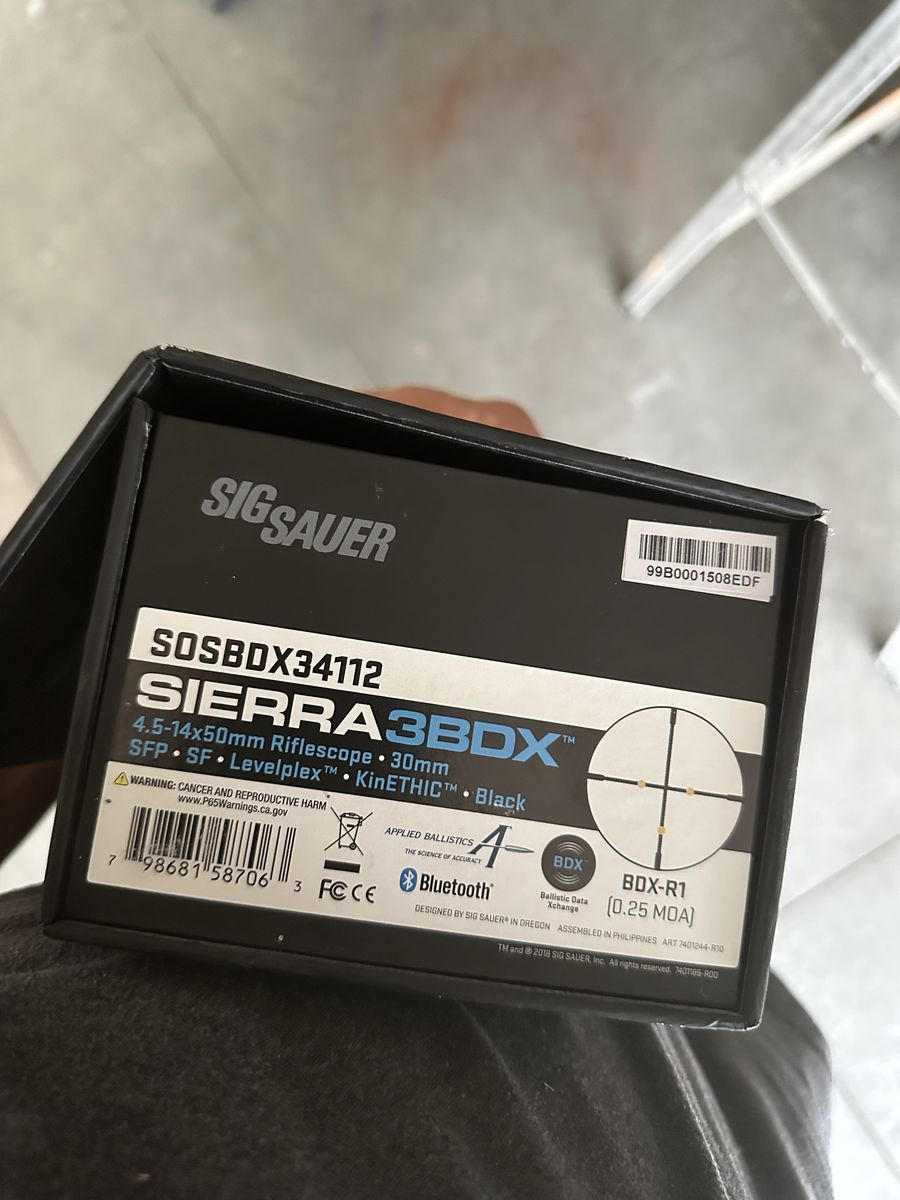 SIG SAUER
99B0001508EDF
SOSBDX34112
SIERRA3BDX™
4.5-14x50mm Riflescope • 30mm
SFP • SF • Levelplex™ • KinETHIC™ • Black
WARNING: CANCER AND REPRODUCTIVE HARM
www.P65Warnings.ca.gov
7 98681 58706 3
FC CE
APPLIED BALLISTICS
THE SCIENCE OF ACCURACY
A
Bluetooth®
BDX
Ballistic Data
Xchange
BDX-R1
(0.25 MOA)
DESIGNED BY SIG SAUER® IN OREGON ASSEMBLED IN PHILIPPINES ART 7401244-R10
TM and ® 2018 SIG SAUER, Inc. All rights reserved. 7401185-R00